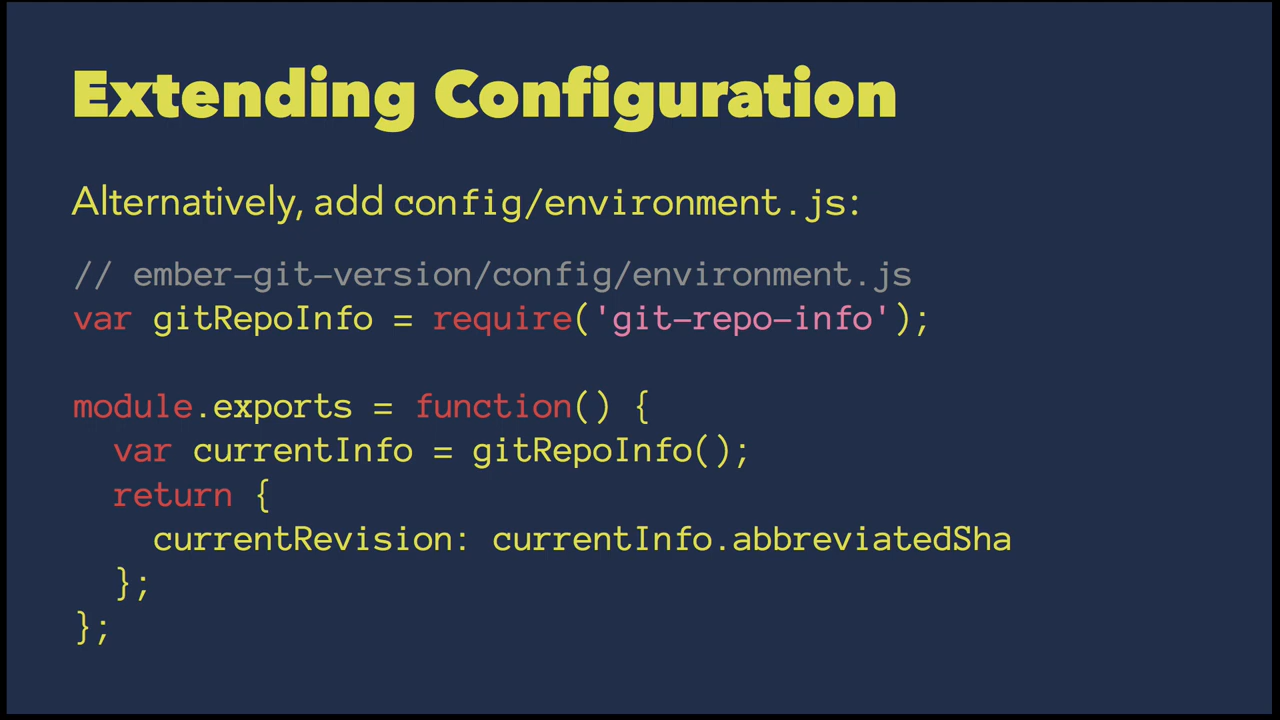 Extending Configuration
Alternatively, add config/environment.js:
// ember-git-version/config/environment.js
var gitRepoInfo = require('git-repo-info');
module.exports = function() {
  var currentInfo = gitRepoInfo();
  return {
    currentRevision: currentInfo.abbreviatedSha
  };
};